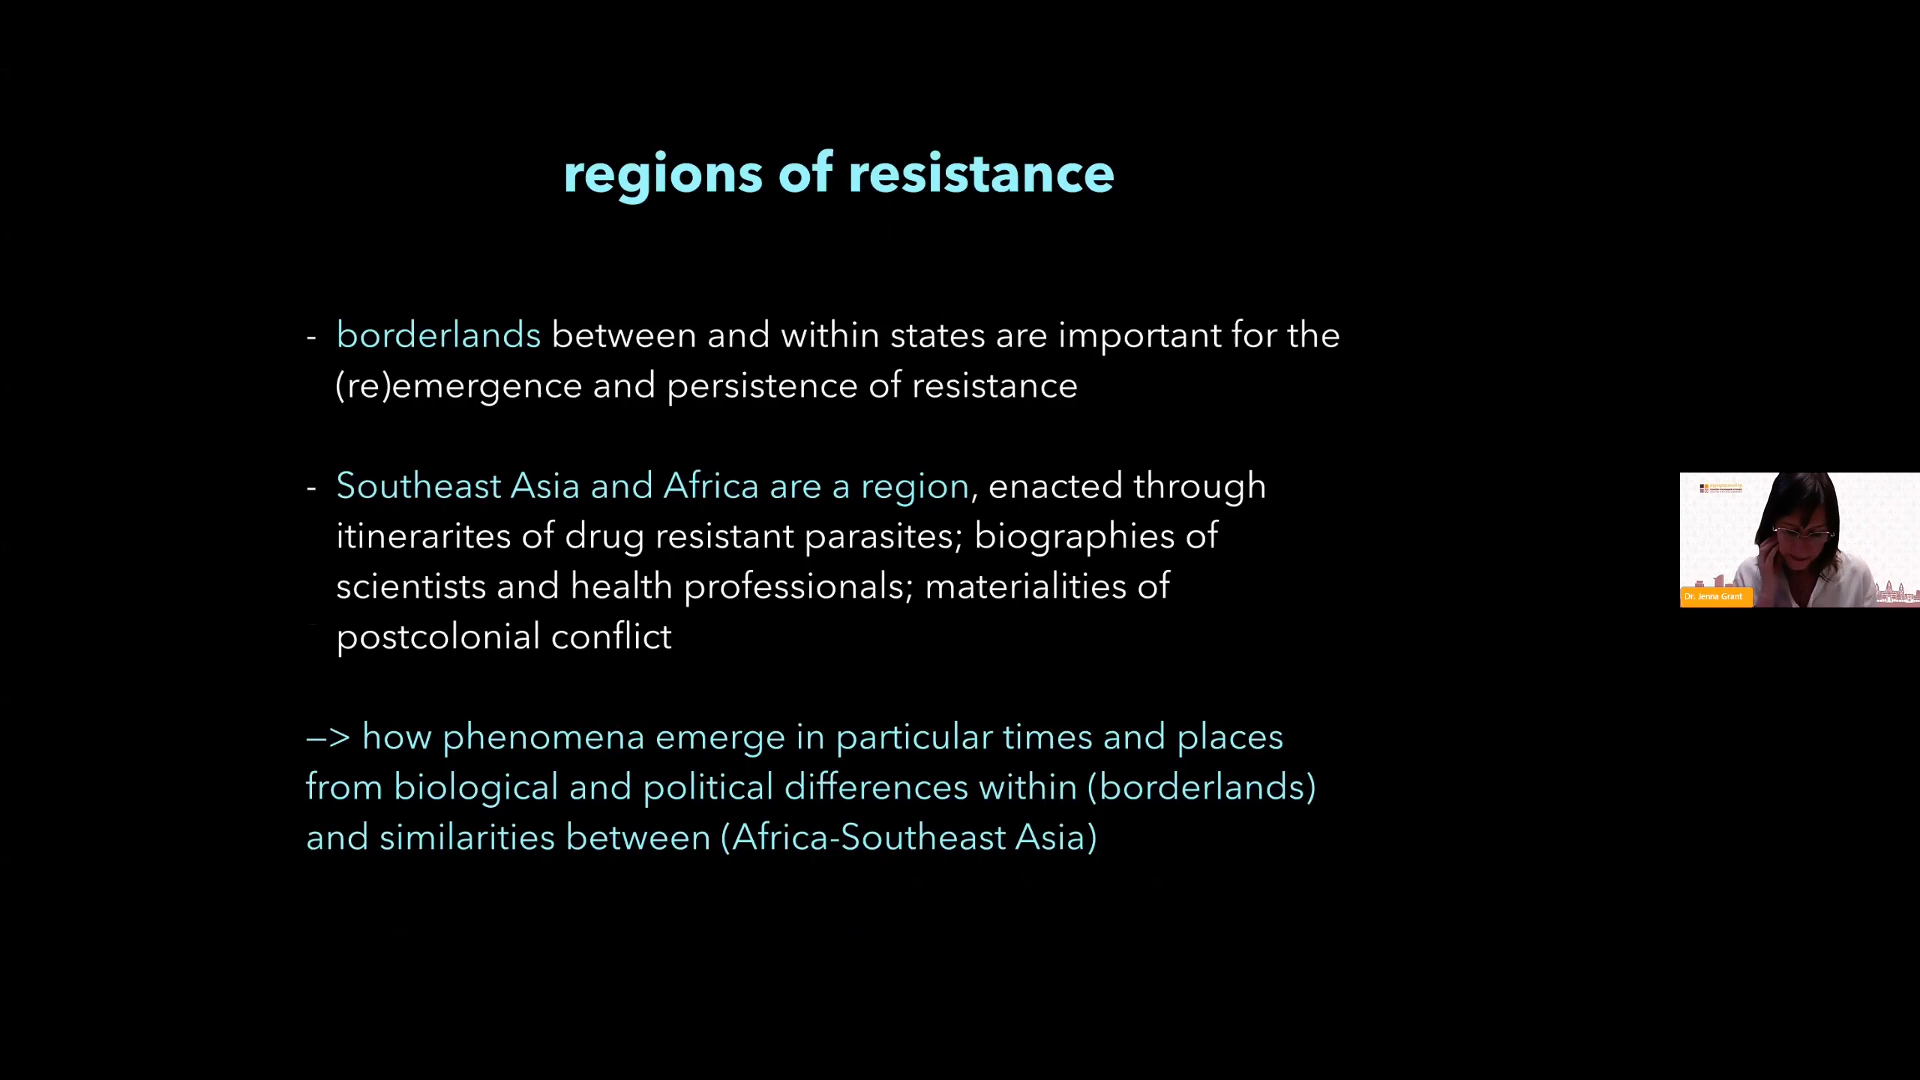 regions of resistance
- borderlands between and within states are important for the
(re)emergence and persistence of resistance
- Southeast Asia and Africa are a region, enacted through
itinerarites of drug resistant parasites; biographies of
scientists and health professionals; materialities of
postcolonial conflict
—> how phenomena emerge in particular times and places
from biological and political differences within (borderlands)
and similarities between (Africa-Southeast Asia)
Dr. Jenna Grant